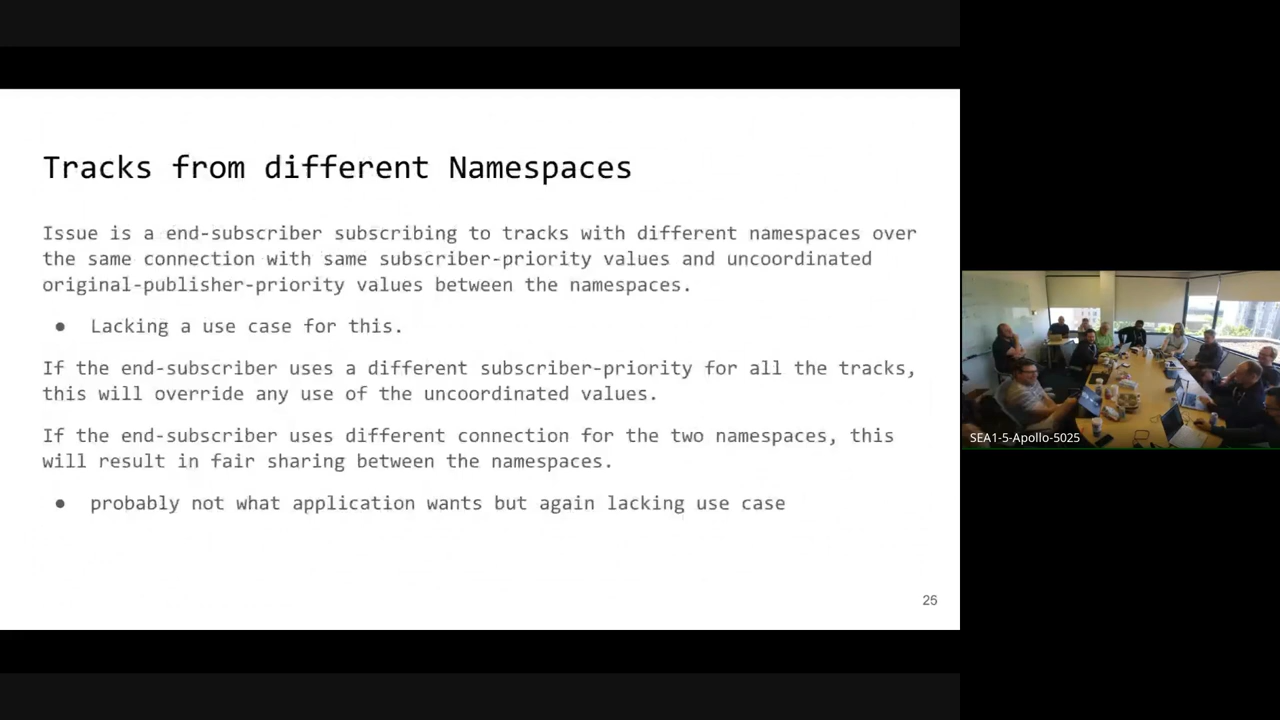 Tracks from different Namespaces
Issue is a end-subscriber subscribing to tracks with different namespaces over
the same connection with same subscriber-priority values and uncoordinated
original-publisher-priority values between the namespaces.
● Lacking a use case for this.
If the end-subscriber uses a different subscriber-priority for all the tracks,
this will override any use of the uncoordinated values.
If the end-subscriber uses different connection for the two namespaces, this
will result in fair sharing between the namespaces.
● probably not what application wants but again lacking use case
25
SEA1-5-Apollo-5025